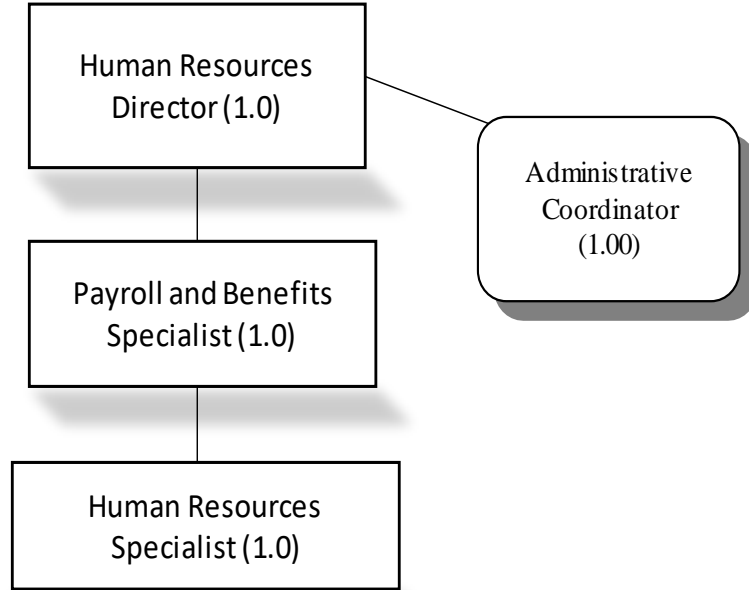 Human Resources
Director (1.0)
Administrative
Coordinator
(1.00)
Payroll and Benefits
Specialist (1.0)
Human Resources
Specialist (1.0)